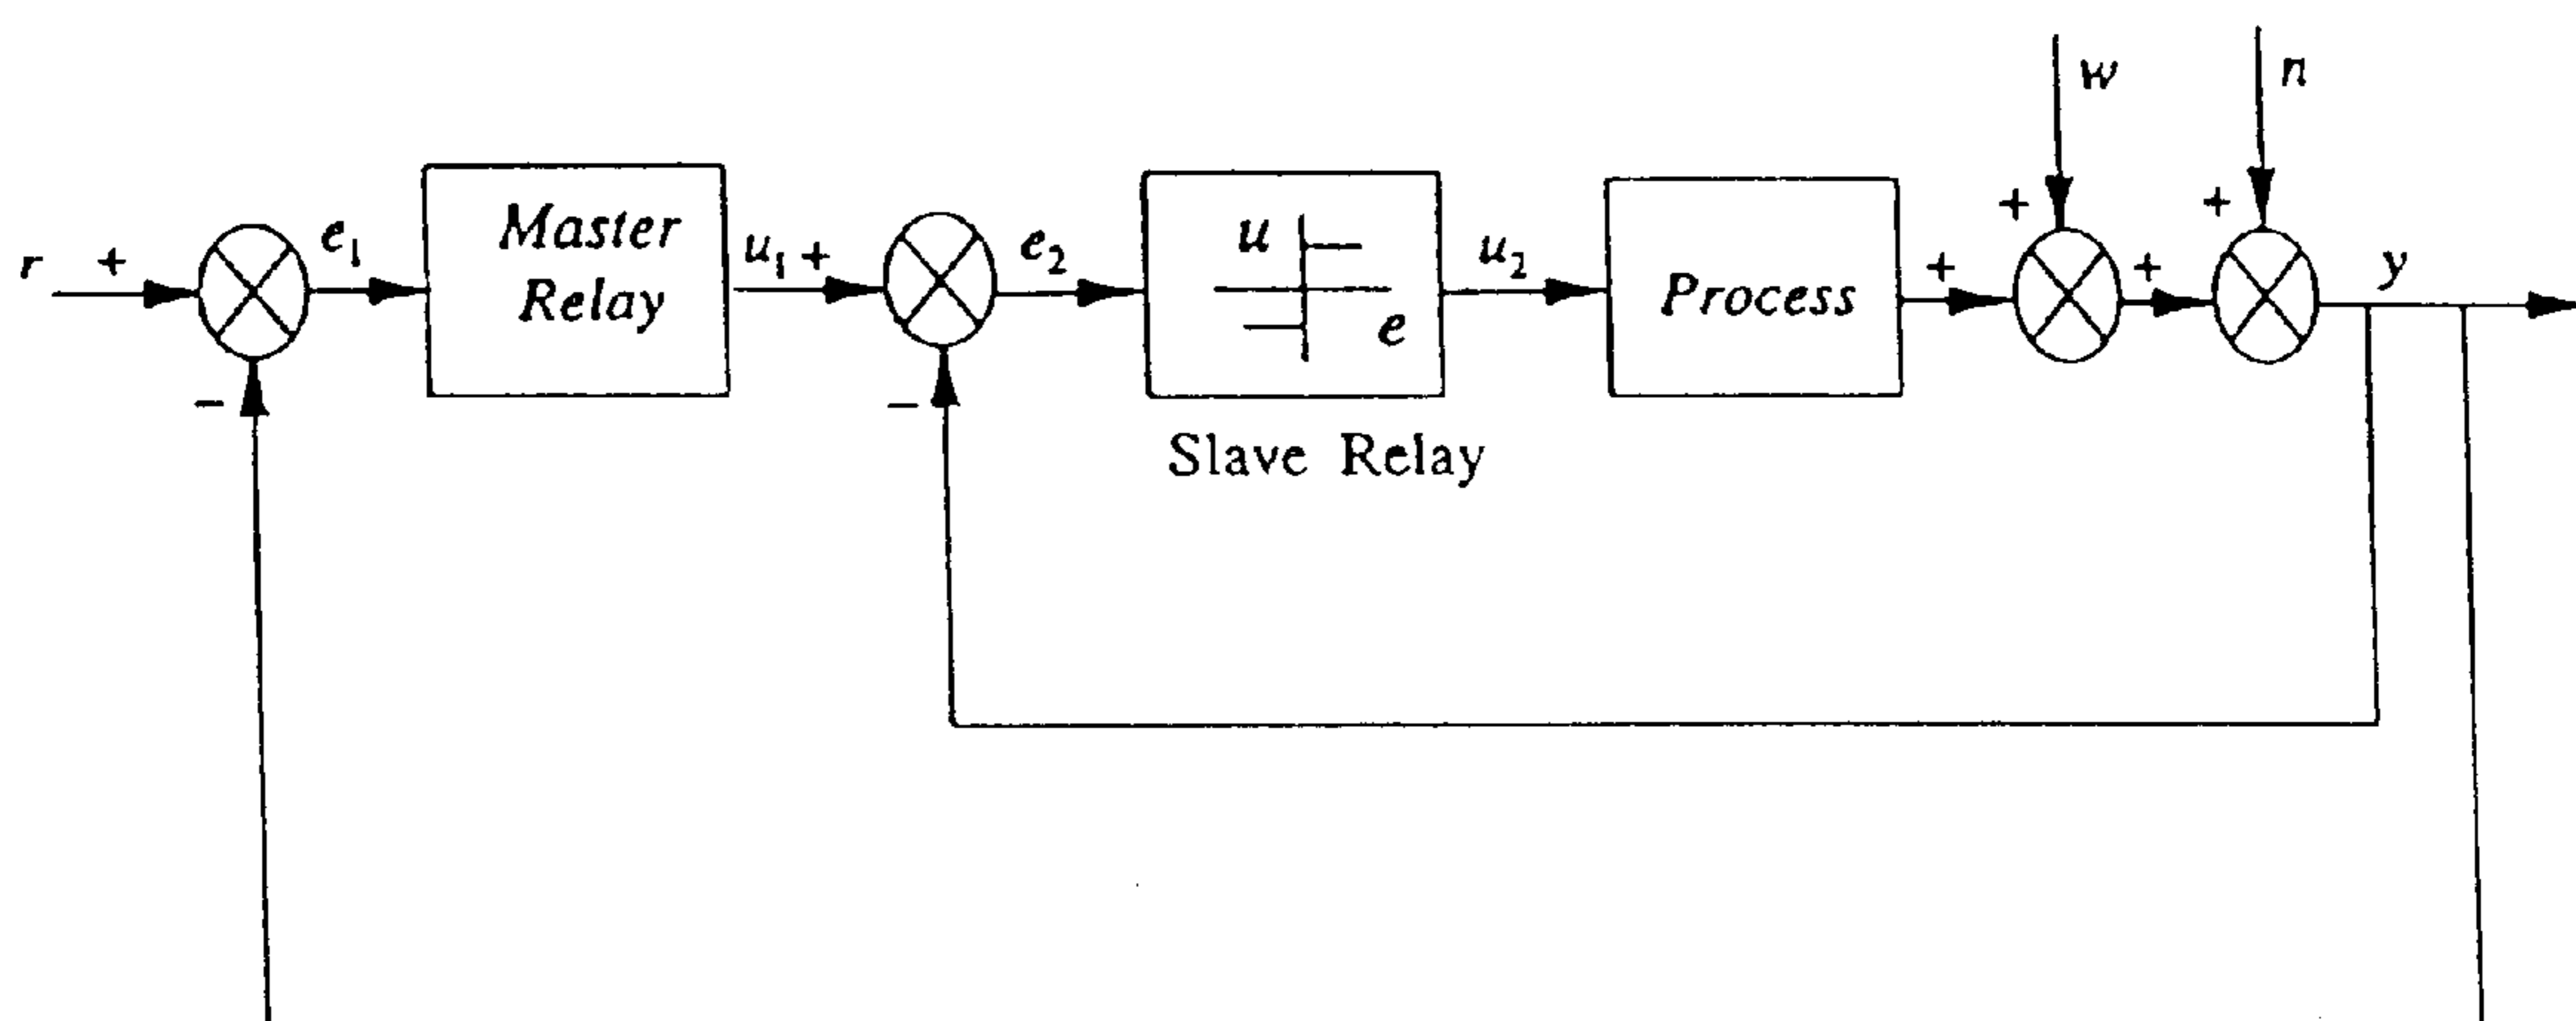 w
n
r + e₁ Master Relay u₁ + e₂ u e u₂ Process + + + + y
− −
Slave Relay